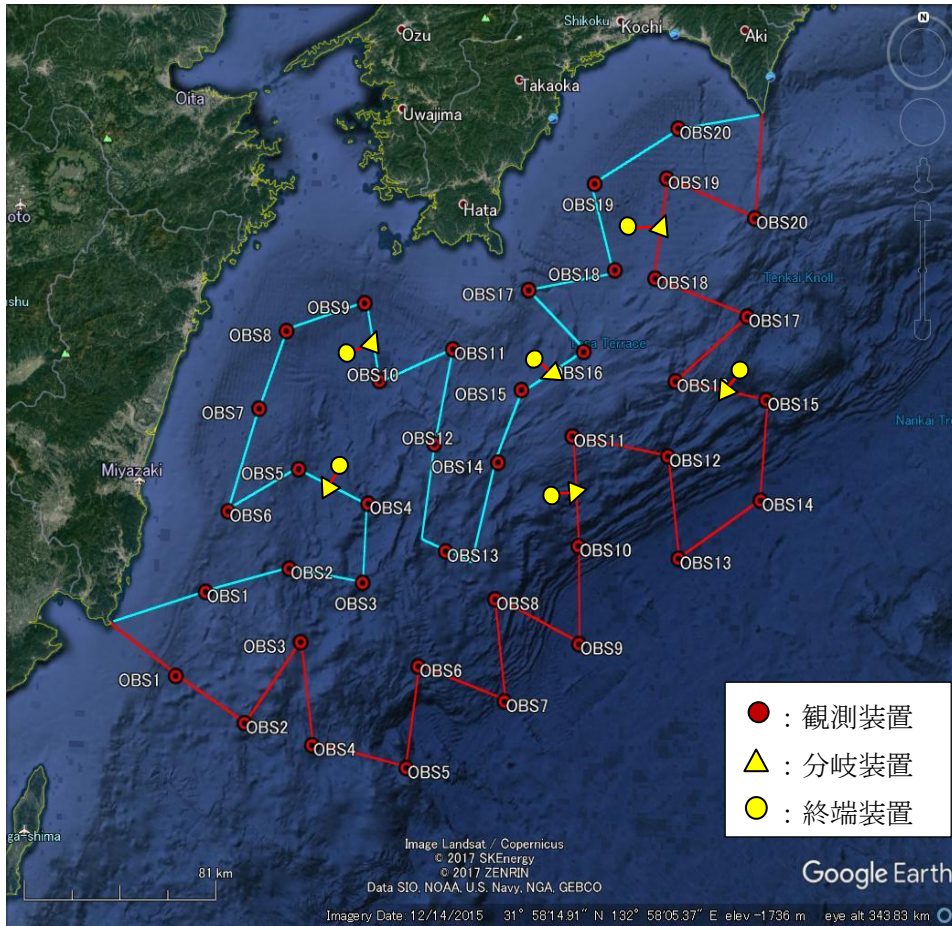 N
Shikoku
Kochi
Ozu
Aki
Takaoka
Oita
Uwajima
OBS20
OBS19
OBS19
Hata
OBS20
OBS18
OBS18
Tenkai Knoll
OBS17
OBS9
OBS17
OBS8
OBS11
OBS16
OBS10
OBS15
OBS15
OBS7
OBS11
OBS12
Nankai
OBS12
OBS14
Miyazaki
OBS5
OBS4
OBS14
OBS6
OBS10
OBS13
OBS13
OBS2
OBS3
OBS1
OBS8
OBS3
OBS9
OBS6
OBS1
OBS7
OBS2
OBS4
OBS5
:観測装置
:分岐装置
:終端装置
ga-shima
Image Landsat / Copernicus
© 2017 SKEnergy
© 2017 ZENRIN
Data SIO, NOAA, U.S. Navy, NGA, GEBCO
81 km
Google Earth
Imagery Date: 12/14/2015 31° 58'14.91" N 132° 58'05.37" E elev -1736 m eye alt 343.83 km